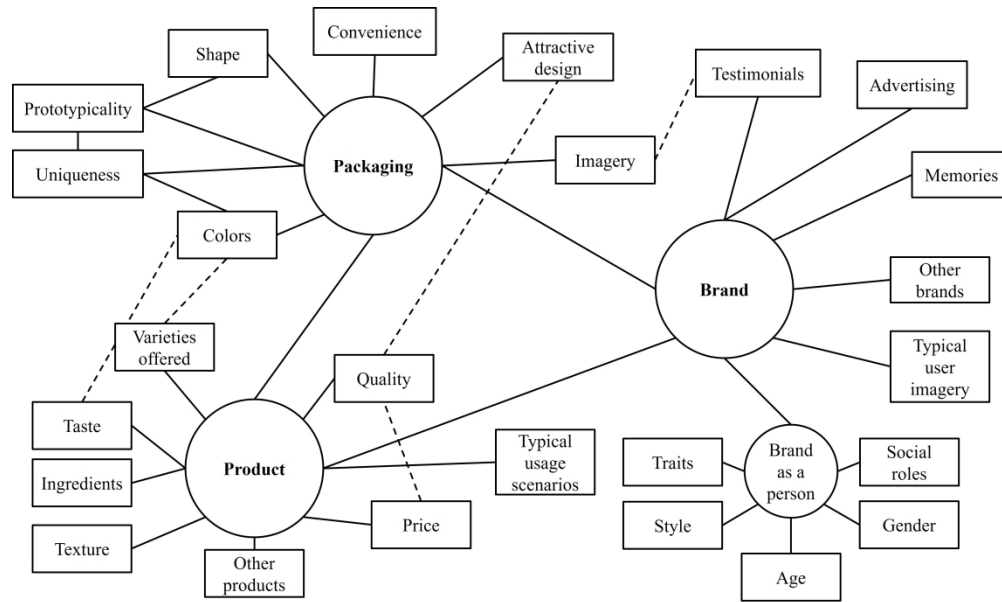 Convenience
Shape
Attractive
design
Testimonials
Advertising
Prototypicality
Packaging
Imagery
Uniqueness
Memories
Colors
Brand
Other
brands
Varieties
offered
Quality
Typical
user
imagery
Taste
Product
Typical
usage
scenarios
Brand
as a
person
Traits
Social
roles
Ingredients
Price
Style
Gender
Texture
Other
products
Age